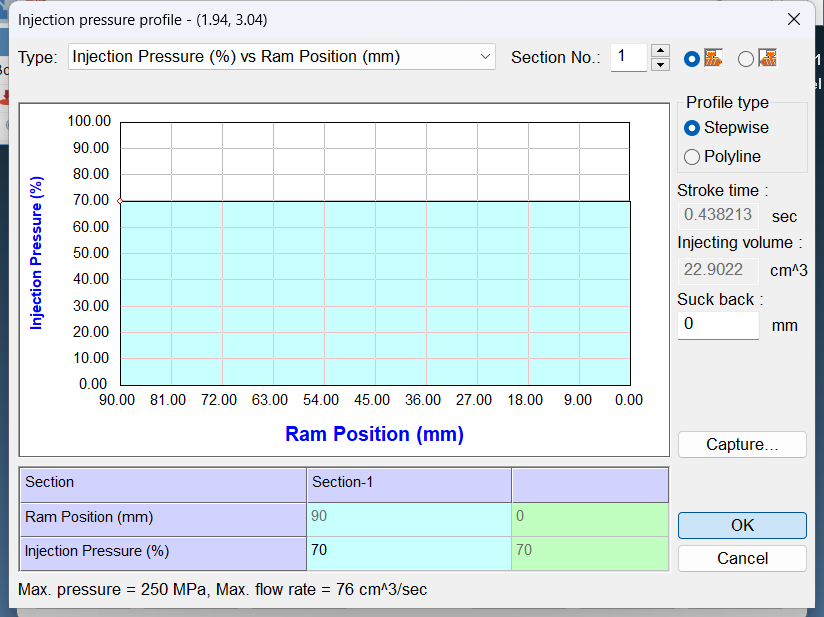 Injection pressure profile - (1.94, 3.04)
Type: Injection Pressure (%) vs Ram Position (mm) Section No.: 1
Profile type
Stepwise
Polyline
Stroke time :
0.438213 sec
Injecting volume :
22.9022 cm^3
Suck back :
0 mm
Injection Pressure (%)
100.00
90.00
80.00
70.00
60.00
50.00
40.00
30.00
20.00
10.00
0.00
90.00 81.00 72.00 63.00 54.00 45.00 36.00 27.00 18.00 9.00 0.00
Ram Position (mm)
Capture...
Section Section-1
Ram Position (mm) 90 0
Injection Pressure (%) 70 70
OK
Cancel
Max. pressure = 250 MPa, Max. flow rate = 76 cm^3/sec